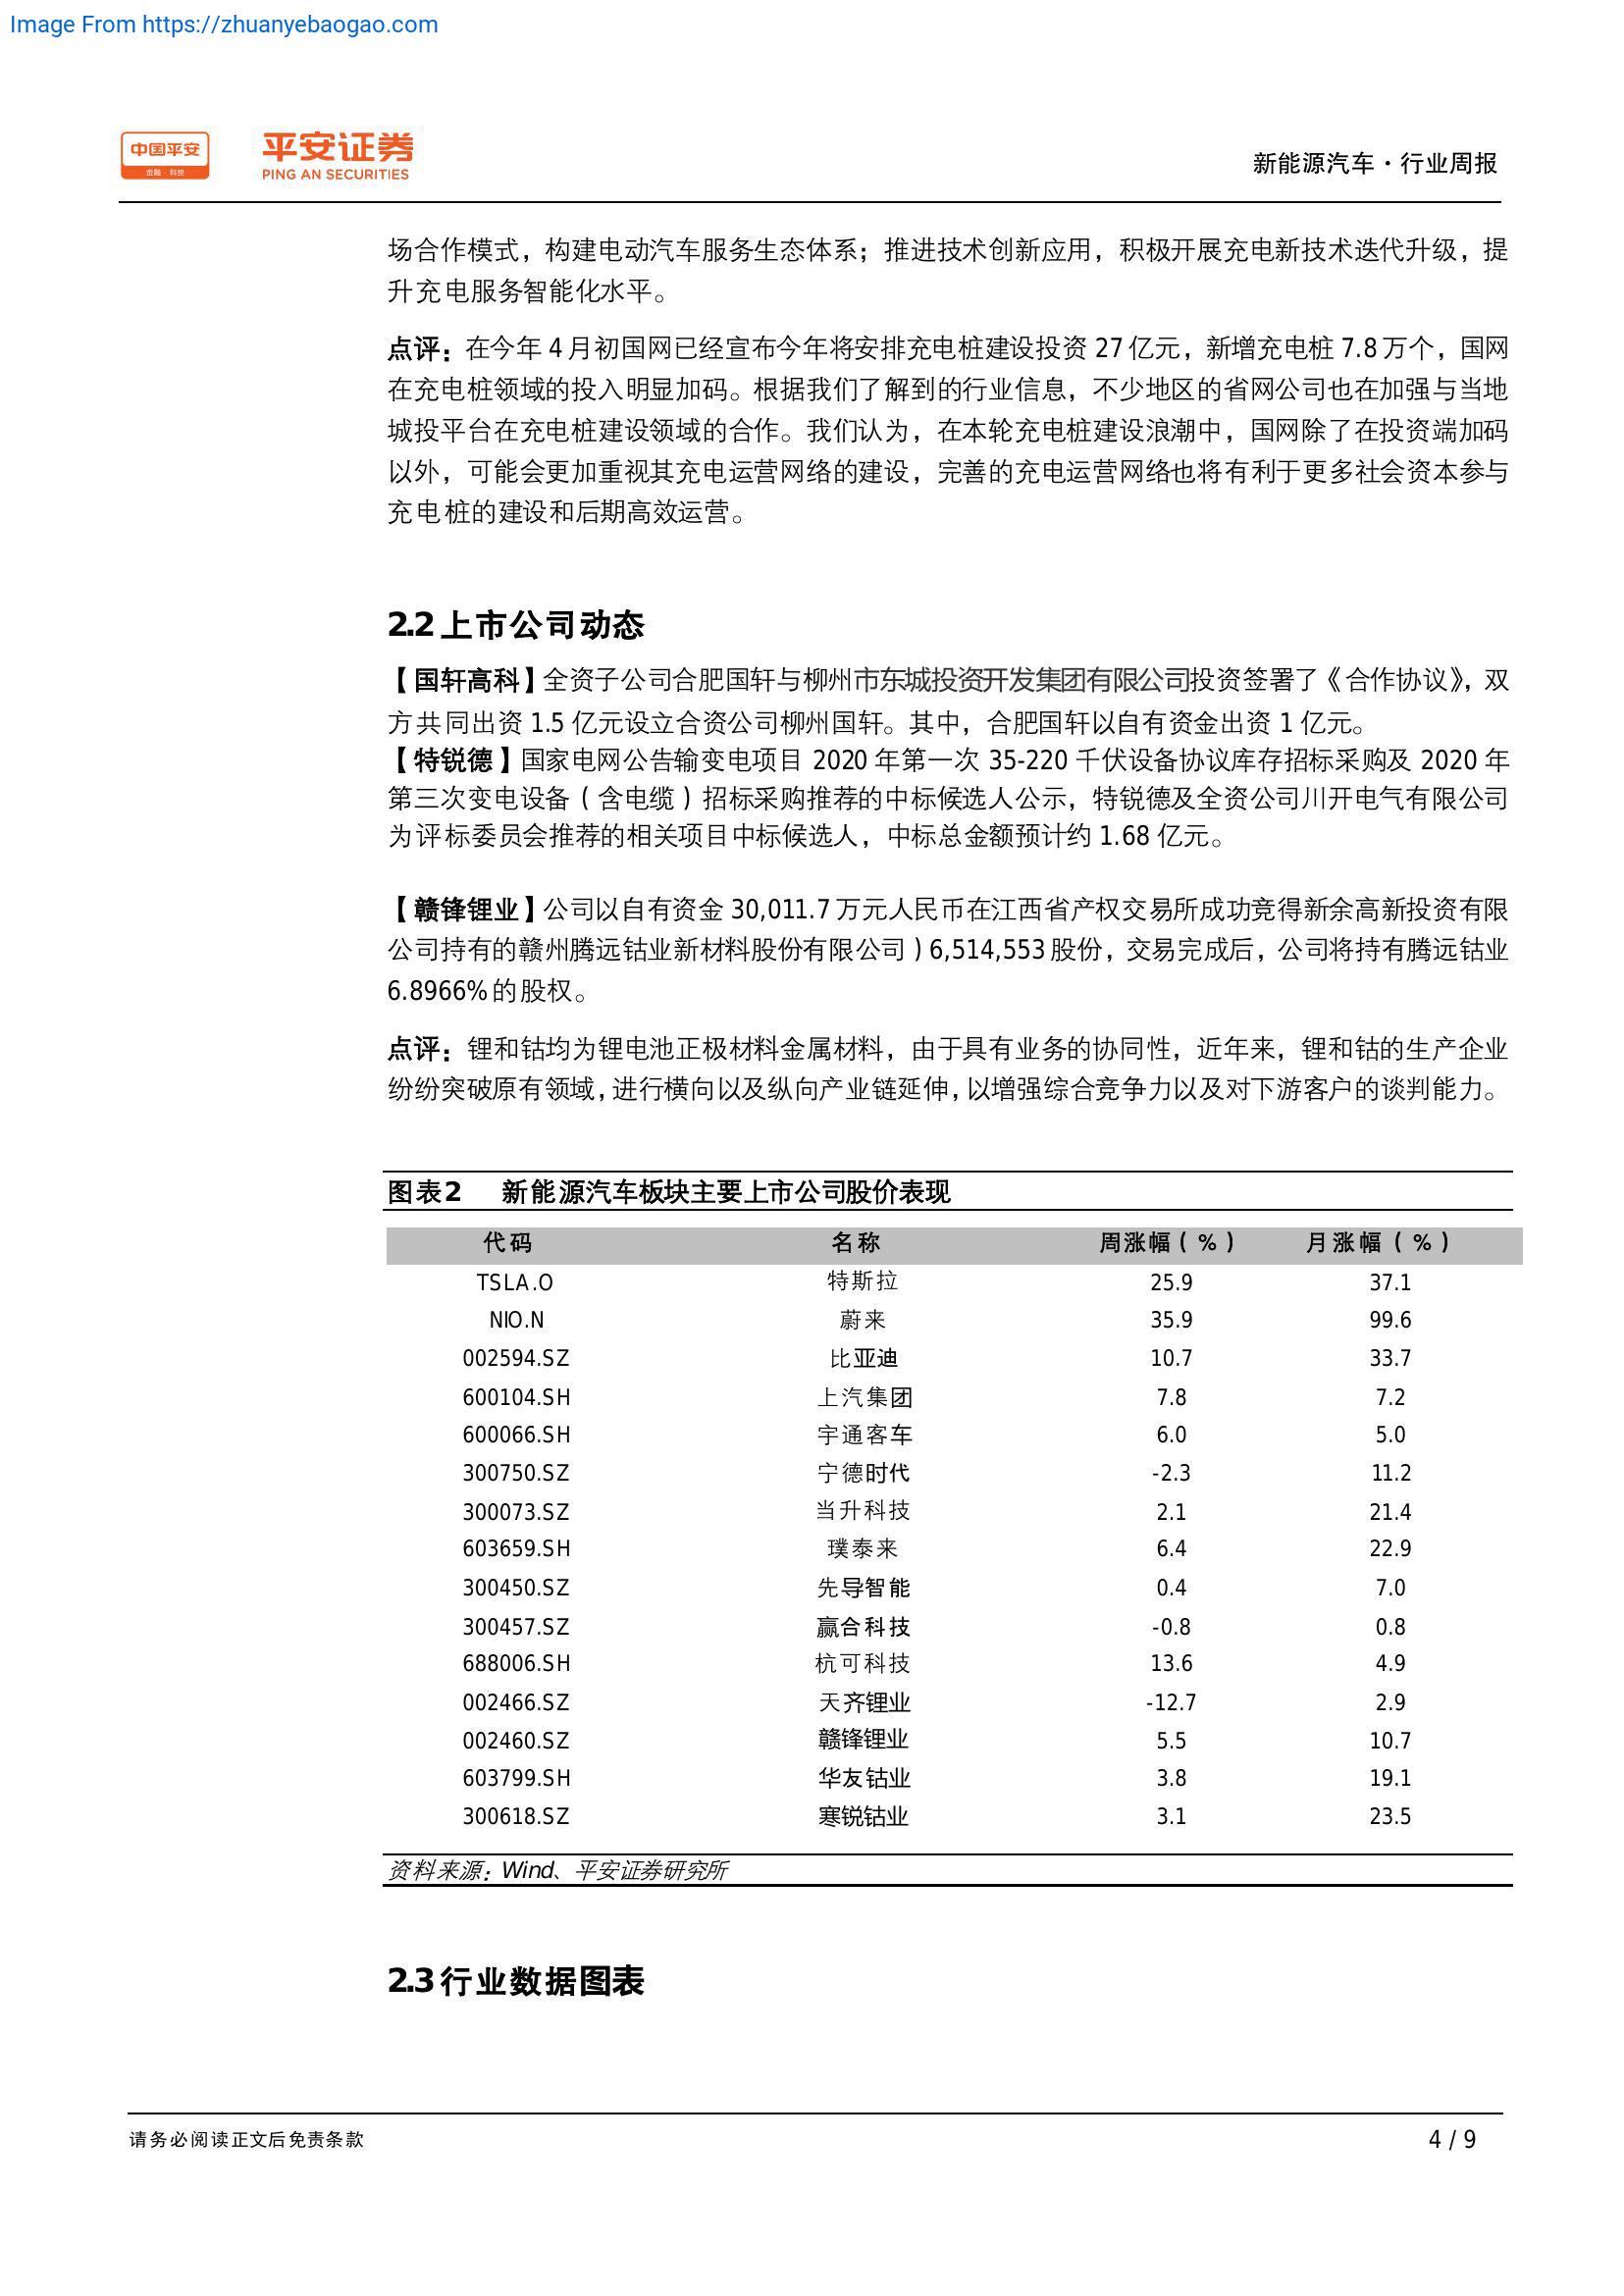 Image From https://zhuanyebaogao.com
中国平安
金融·科技
平安证券
PING AN SECURITIES
新能源汽车·行业周报
场合作模式，构建电动汽车服务生态体系；推进技术创新应用，积极开展充电新技术迭代升级，提
升充电服务智能化水平。
点评：在今年 4 月初国网已经宣布今年将安排充电桩建设投资 27 亿元，新增充电桩 7.8 万个，国网
在充电桩领域的投入明显加码。根据我们了解到的行业信息，不少地区的省网公司也在加强与当地
城投平台在充电桩建设领域的合作。我们认为，在本轮充电桩建设浪潮中，国网除了在投资端加码
以外，可能会更加重视其充电运营网络的建设，完善的充电运营网络也将有利于更多社会资本参与
充电桩的建设和后期高效运营。
2.2 上市公司动态
【国轩高科】全资子公司合肥国轩与柳州市东城投资开发集团有限公司投资签署了《合作协议》，双
方共同出资 1.5 亿元设立合资公司柳州国轩。其中，合肥国轩以自有资金出资 1 亿元。
【特锐德】国家电网公告输变电项目 2020 年第一次 35-220 千伏设备协议库存招标采购及 2020 年
第三次变电设备（含电缆）招标采购推荐的中标候选人公示，特锐德及全资公司川开电气有限公司
为评标委员会推荐的相关项目中标候选人，中标总金额预计约 1.68 亿元。
【赣锋锂业】公司以自有资金 30,011.7 万元人民币在江西省产权交易所成功竞得新余高新投资有限
公司持有的赣州腾远钴业新材料股份有限公司）6,514,553 股份，交易完成后，公司将持有腾远钴业
6.8966%的股权。
点评：锂和钴均为锂电池正极材料金属材料，由于具有业务的协同性，近年来，锂和钴的生产企业
纷纷突破原有领域，进行横向以及纵向产业链延伸，以增强综合竞争力以及对下游客户的谈判能力。
图表2 新能源汽车板块主要上市公司股价表现
代码 名称 周涨幅（%） 月涨幅（%）
TSLA.O 特斯拉 25.9 37.1
NIO.N 蔚来 35.9 99.6
002594.SZ 比亚迪 10.7 33.7
600104.SH 上汽集团 7.8 7.2
600066.SH 宇通客车 6.0 5.0
300750.SZ 宁德时代 -2.3 11.2
300073.SZ 当升科技 2.1 21.4
603659.SH 璞泰来 6.4 22.9
300450.SZ 先导智能 0.4 7.0
300457.SZ 赢合科技 -0.8 0.8
688006.SH 杭可科技 13.6 4.9
002466.SZ 天齐锂业 -12.7 2.9
002460.SZ 赣锋锂业 5.5 10.7
603799.SH 华友钴业 3.8 19.1
300618.SZ 寒锐钴业 3.1 23.5
资料来源：Wind、平安证券研究所
2.3 行业数据图表
请务必阅读正文后免责条款
4 / 9